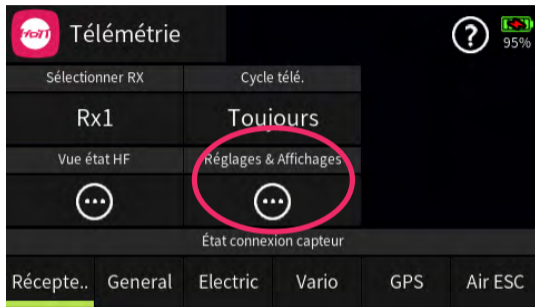 HoTT Télémétrie ? 95%
Sélectionner RX Cycle télé.
Rx1 Toujours
Vue état HF Réglages & Affichages
État connexion capteur
Récepte.. General Electric Vario GPS Air ESC